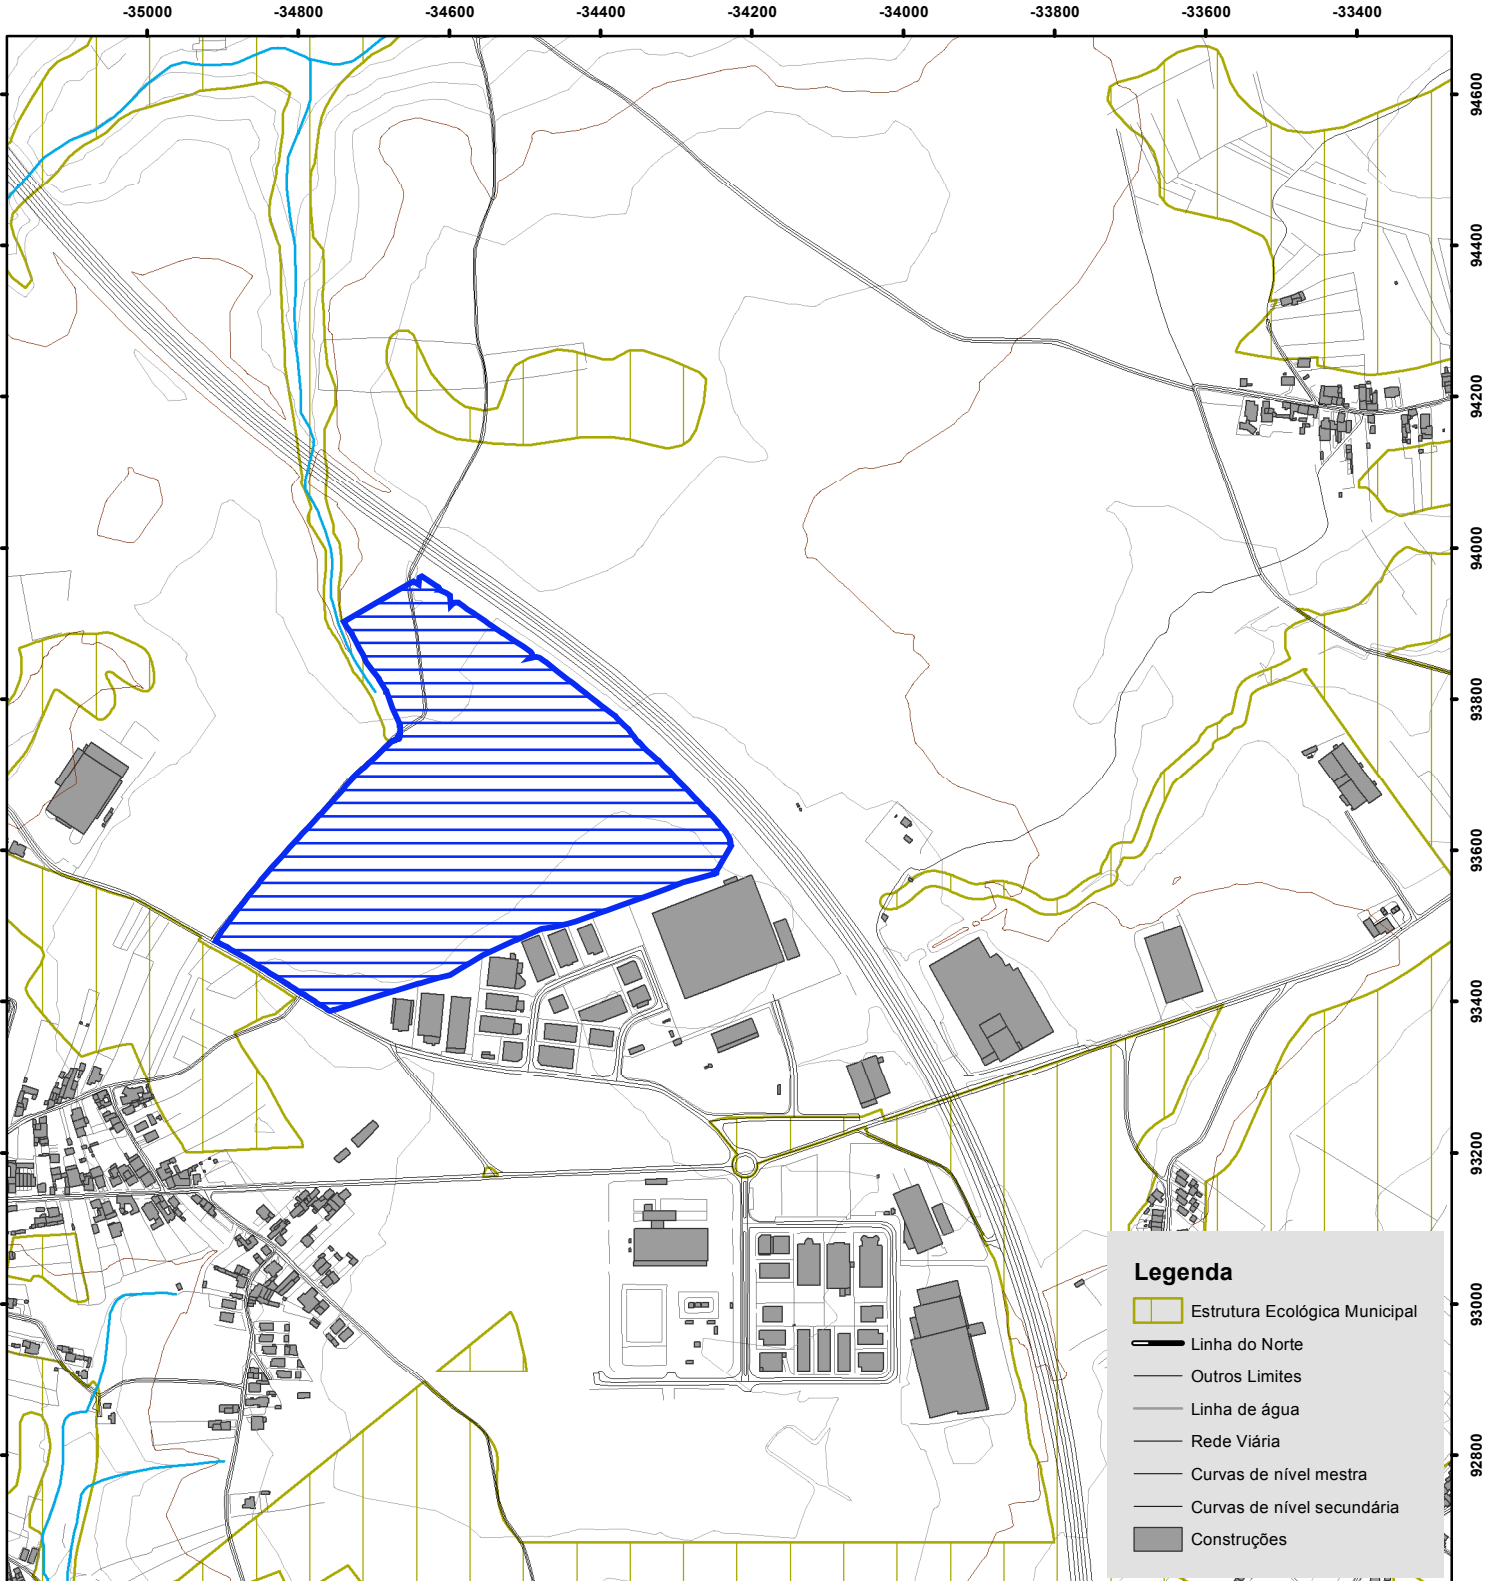 -35000 -34800 -34600 -34400 -34200 -34000 -33800 -33600 -33400
94600
94400
94200
94000
93800
93600
93400
93200
93000
92800
Legenda
Estrutura Ecológica Municipal
Linha do Norte
Outros Limites
Linha de água
Rede Viária
Curvas de nível mestra
Curvas de nível secundária
Construções